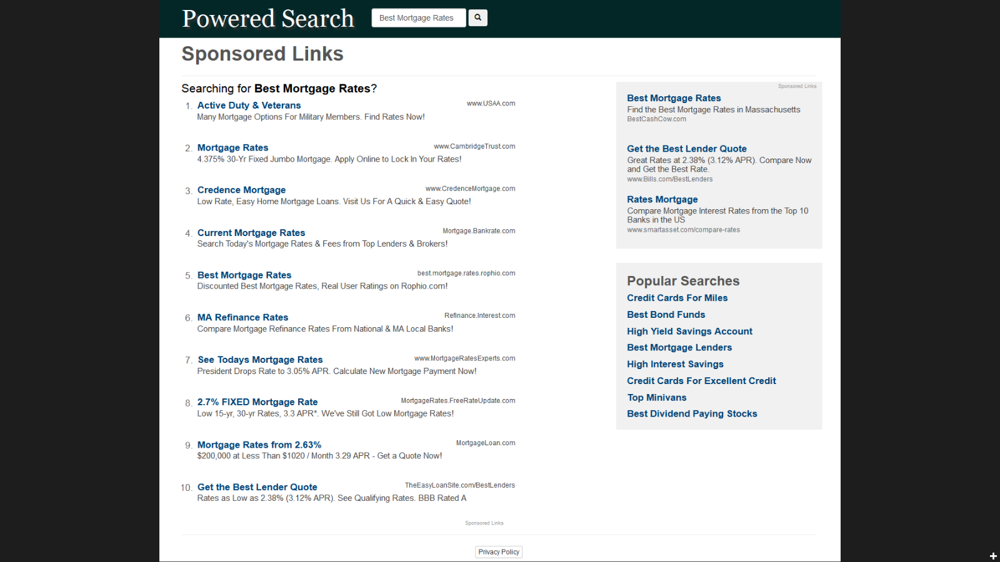 Powered Search
Best Mortgage Rates
Sponsored Links
Searching for Best Mortgage Rates?
1. Active Duty & Veterans www.USAA.com
Many Mortgage Options For Military Members. Find Rates Now!
2. Mortgage Rates www.CambridgeTrust.com
4.375% 30-Yr Fixed Jumbo Mortgage. Apply Online to Lock In Your Rates!
3. Credence Mortgage www.CredenceMortgage.com
Low Rate, Easy Home Mortgage Loans. Visit Us For A Quick & Easy Quote!
4. Current Mortgage Rates Mortgage.Bankrate.com
Search Today's Mortgage Rates & Fees from Top Lenders & Brokers!
5. Best Mortgage Rates best.mortgage.rates.rophio.com
Discounted Best Mortgage Rates, Real User Ratings on Rophio.com!
6. MA Refinance Rates Refinance.Interest.com
Compare Mortgage Refinance Rates From National & MA Local Banks!
7. See Todays Mortgage Rates www.MortgageRatesExperts.com
President Drops Rate to 3.05% APR. Calculate New Mortgage Payment Now!
8. 2.7% FIXED Mortgage Rate MortgageRates.FreeRateUpdate.com
Low 15-yr, 30-yr Rates, 3.3 APR*. We've Still Got Low Mortgage Rates!
9. Mortgage Rates from 2.63% MortgageLoan.com
$200,000 at Less Than $1020 / Month 3.29 APR - Get a Quote Now!
10. Get the Best Lender Quote TheEasyLoanSite.com/BestLenders
Rates as Low as 2.38% (3.12% APR). See Qualifying Rates. BBB Rated A
Sponsored Links
Sponsored Links
Best Mortgage Rates
Find the Best Mortgage Rates in Massachusetts
BestCashCow.com
Get the Best Lender Quote
Great Rates at 2.38% (3.12% APR). Compare Now
and Get the Best Rate.
www.Bills.com/BestLenders
Rates Mortgage
Compare Mortgage Interest Rates from the Top 10
Banks in the US
www.smartasset.com/compare-rates
Popular Searches
Credit Cards For Miles
Best Bond Funds
High Yield Savings Account
Best Mortgage Lenders
High Interest Savings
Credit Cards For Excellent Credit
Top Minivans
Best Dividend Paying Stocks
Privacy Policy